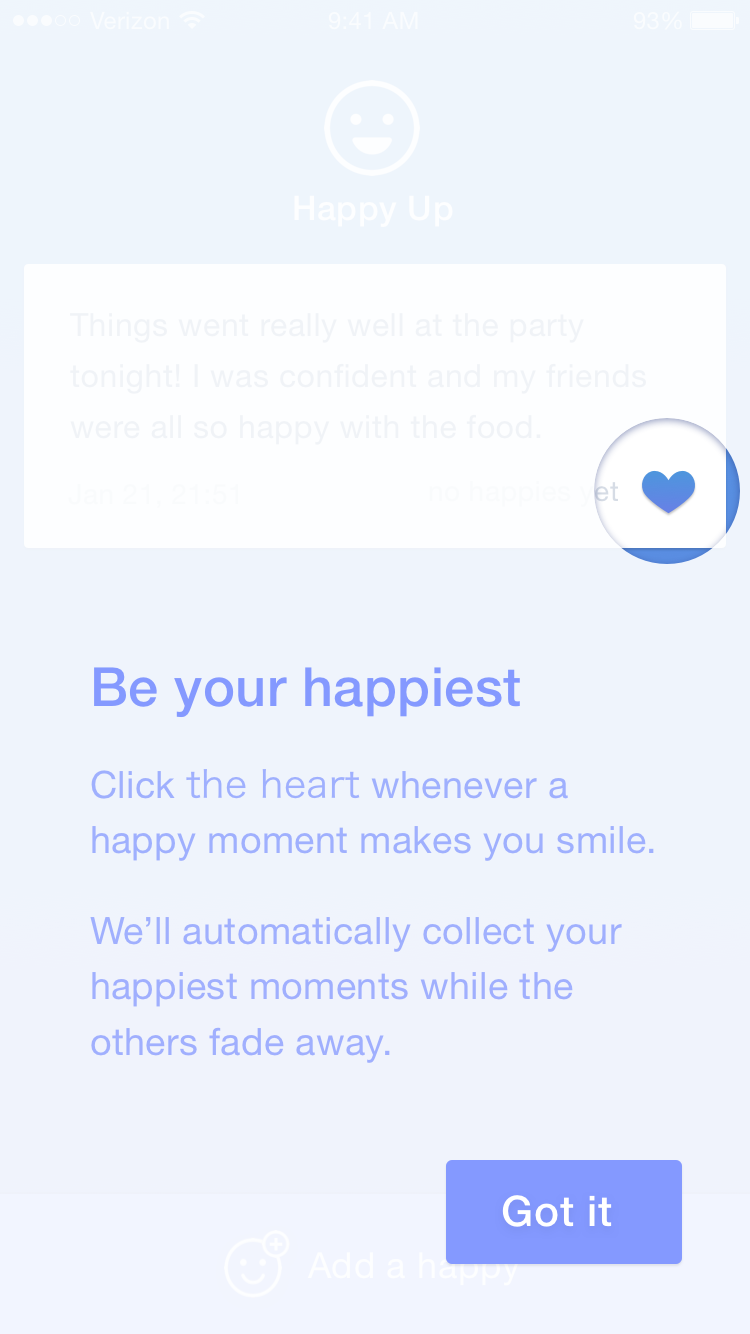 Verizon 9:41 AM 93%
Happy Up
Things went really well at the party
tonight! I was confident and my friends
were all so happy with the food.
Jan 21, 21:51 no happies yet
Be your happiest
Click the heart whenever a
happy moment makes you smile.
We’ll automatically collect your
happiest moments while the
others fade away.
Got it
Add a happy